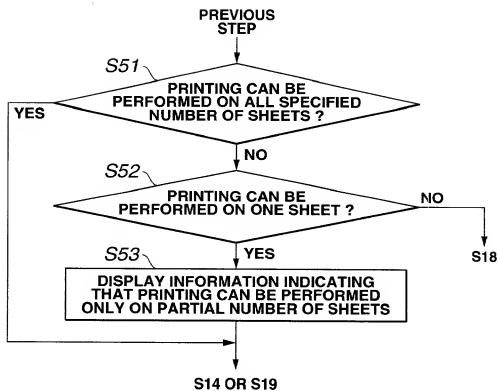 PREVIOUS
STEP
S51
PRINTING CAN BE
PERFORMED ON ALL SPECIFIED
NUMBER OF SHEETS ?
YES
NO
S52
PRINTING CAN BE
PERFORMED ON ONE SHEET ?
NO
YES
S18
S53
DISPLAY INFORMATION INDICATING
THAT PRINTING CAN BE PERFORMED
ONLY ON PARTIAL NUMBER OF SHEETS
S14 OR S19